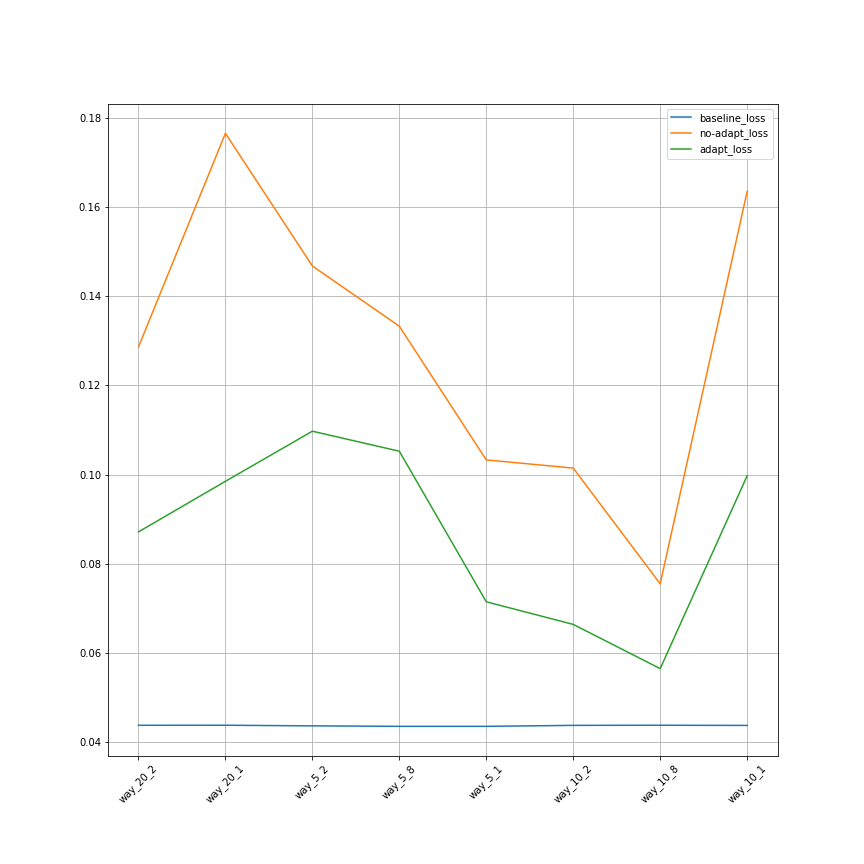 0.18
0.16
0.14
0.12
0.10
0.08
0.06
0.04
baseline_loss
no-adapt_loss
adapt_loss
way_20_2
way_20_1
way_5_2
way_5_8
way_5_1
way_10_2
way_10_8
way_10_1